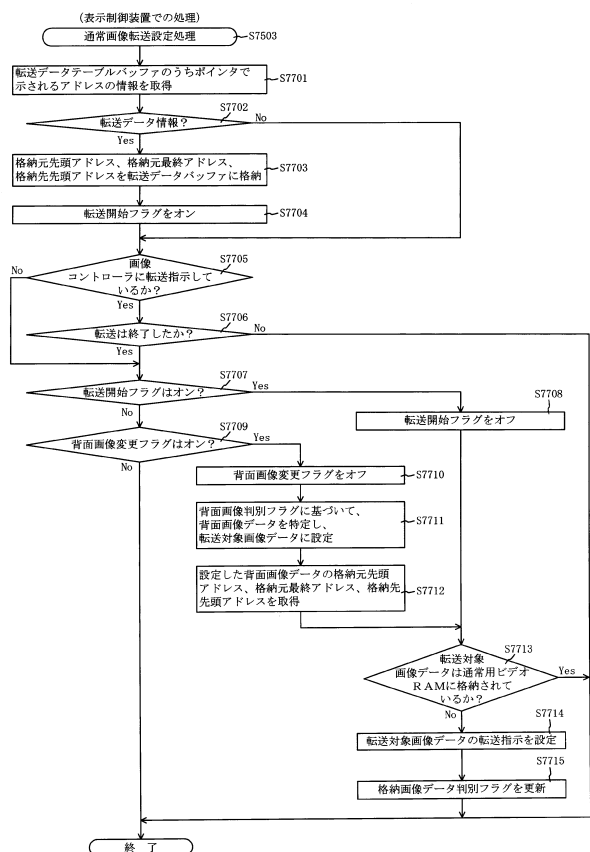 (表示制御装置での処理)
通常画像転送設定処理
S7503
転送データテーブルバッファのうちポインタで
示されるアドレスの情報を取得
S7701
S7702
転送データ情報?
No
Yes
格納元先頭アドレス、格納元最終アドレス、
格納先先頭アドレスを転送データバッファに格納
S7703
転送開始フラグをオン
S7704
S7705
画像
コントローラに転送指示して
いるか?
No
Yes
S7706
転送は終了したか?
No
Yes
S7707
転送開始フラグはオン?
Yes
No
S7708
転送開始フラグをオフ
S7709
背面画像変更フラグはオン?
Yes
No
背面画像変更フラグをオフ
S7710
背面画像判別フラグに基づいて、
背面画像データを特定し、
転送対象画像データに設定
S7711
設定した背面画像データの格納元先頭
アドレス、格納元最終アドレス、格納先
先頭アドレスを取得
S7712
S7713
転送対象
画像データは通常用ビデオ
RAMに格納されて
いるか?
Yes
No
S7714
転送対象画像データの転送指示を設定
S7715
格納画像データ判別フラグを更新
終 了